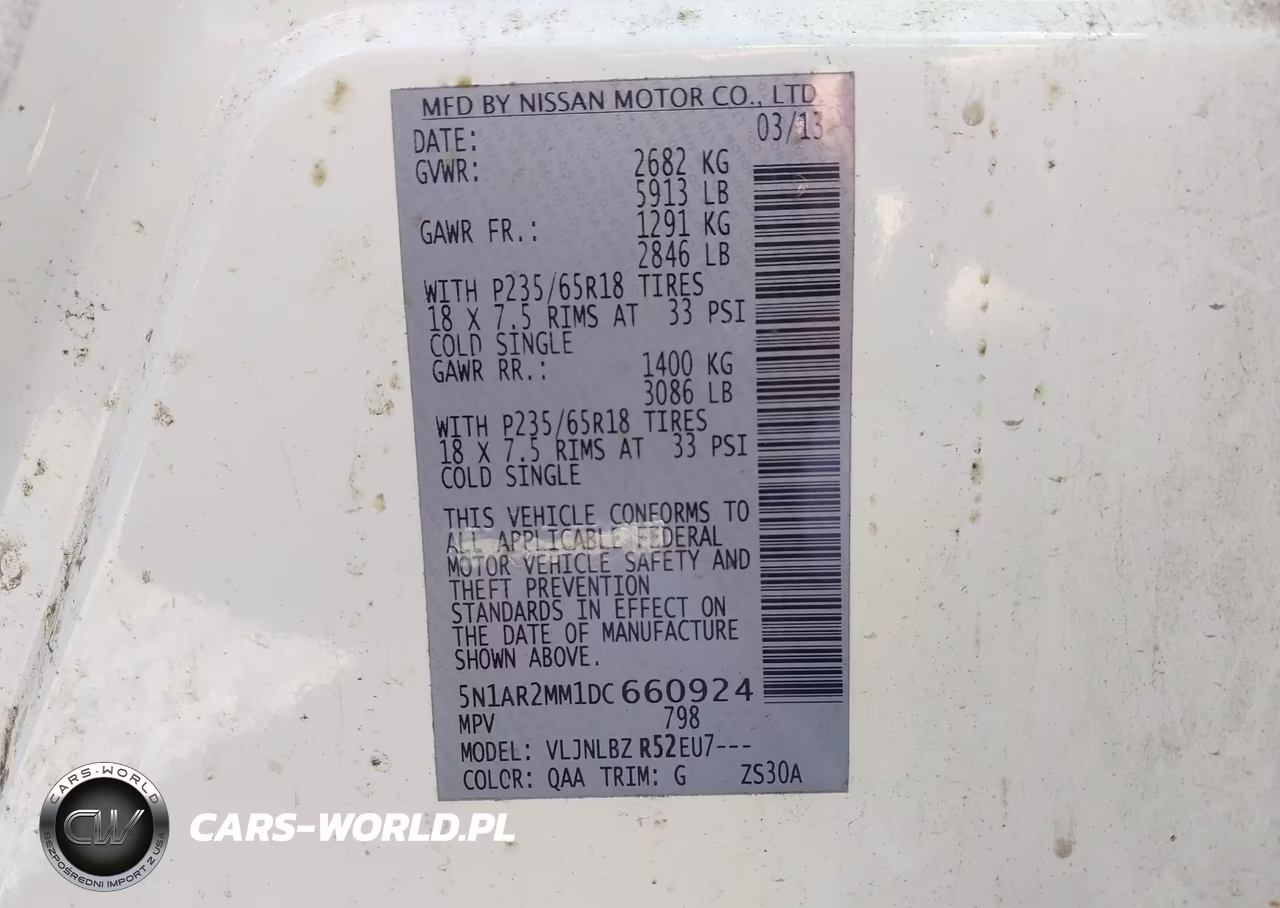 MFD BY NISSAN MOTOR CO., LTD.
DATE: 03/13
GVWR: 2682 KG
5913 LB
GAWR FR.: 1291 KG
2846 LB
WITH P235/65R18 TIRES
18 X 7.5 RIMS AT 33 PSI
COLD SINGLE
GAWR RR.: 1400 KG
3086 LB
WITH P235/65R18 TIRES
18 X 7.5 RIMS AT 33 PSI
COLD SINGLE
THIS VEHICLE CONFORMS TO
ALL APPLICABLE FEDERAL
MOTOR VEHICLE SAFETY AND
THEFT PREVENTION
STANDARDS IN EFFECT ON
THE DATE OF MANUFACTURE
SHOWN ABOVE.
5N1AR2MM1DC660924
MPV 798
MODEL: VLJNLBZ R52EU7---
COLOR: QAA TRIM: G ZS30A
CARS-WORLD
CW
BEZPOŚREDNI IMPORT Z USA
CARS-WORLD.PL